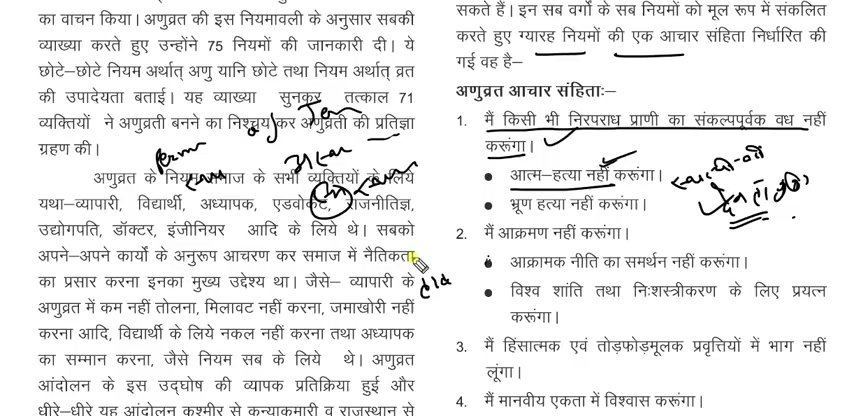 का वाचन किया। अणुव्रत की इस नियमावली के अनुसार सबकी
व्याख्या करते हुए उन्होंने 75 नियमों की जानकारी दी। ये
छोटे–छोटे नियम अर्थात् अणु यानि छोटे तथा नियम अर्थात् व्रत
की उपादेयता बताई। यह व्याख्या सुनकर तत्काल 71
व्यक्तियों ने अणुव्रती बनने का निश्चय कर अणुव्रती की प्रतिज्ञा
ग्रहण की।
अणुव्रत के नियम समाज के सभी व्यक्तियों के लिये
यथा–व्यापारी, विद्यार्थी, अध्यापक, एडवोकेट, राजनीतिज्ञ,
उद्योगपति, डॉक्टर, इंजीनियर आदि के लिये थे। सबको
अपने–अपने कार्यों के अनुरूप आचरण कर समाज में नैतिकता
का प्रसार करना इनका मुख्य उद्देश्य था। जैसे– व्यापारी के
अणुव्रत में कम नहीं तोलना, मिलावट नहीं करना, जमाखोरी नहीं
करना आदि, विद्यार्थी के लिये नकल नहीं करना तथा अध्यापक
का सम्मान करना, जैसे नियम सब के लिये थे। अणुव्रत
आंदोलन के इस उद्घोष की व्यापक प्रतिक्रिया हुई और
धीरे–धीरे यह आंदोलन कश्मीर से कन्याकुमारी व राजस्थान से
सकते हैं। इन सब वर्गों के सब नियमों को मूल रूप में संकलित
करते हुए ग्यारह नियमों की एक आचार संहिता निर्धारित की
गई वह है–
अणुव्रत आचार संहिताः–
1. मैं किसी भी निरपराध प्राणी का संकल्पपूर्वक वध नहीं
करूंगा।
• आत्म–हत्या नहीं करूंगा।
• भ्रूण हत्या नहीं करूंगा।
2. मैं आक्रमण नहीं करूंगा।
• आक्रामक नीति का समर्थन नहीं करूंगा।
• विश्व शांति तथा निःशस्त्रीकरण के लिए प्रयत्न
करूंगा।
3. मैं हिंसात्मक एवं तोड़फोड़मूलक प्रवृत्तियों में भाग नहीं
लूंगा।
4. मैं मानवीय एकता में विश्वास करूंगा।